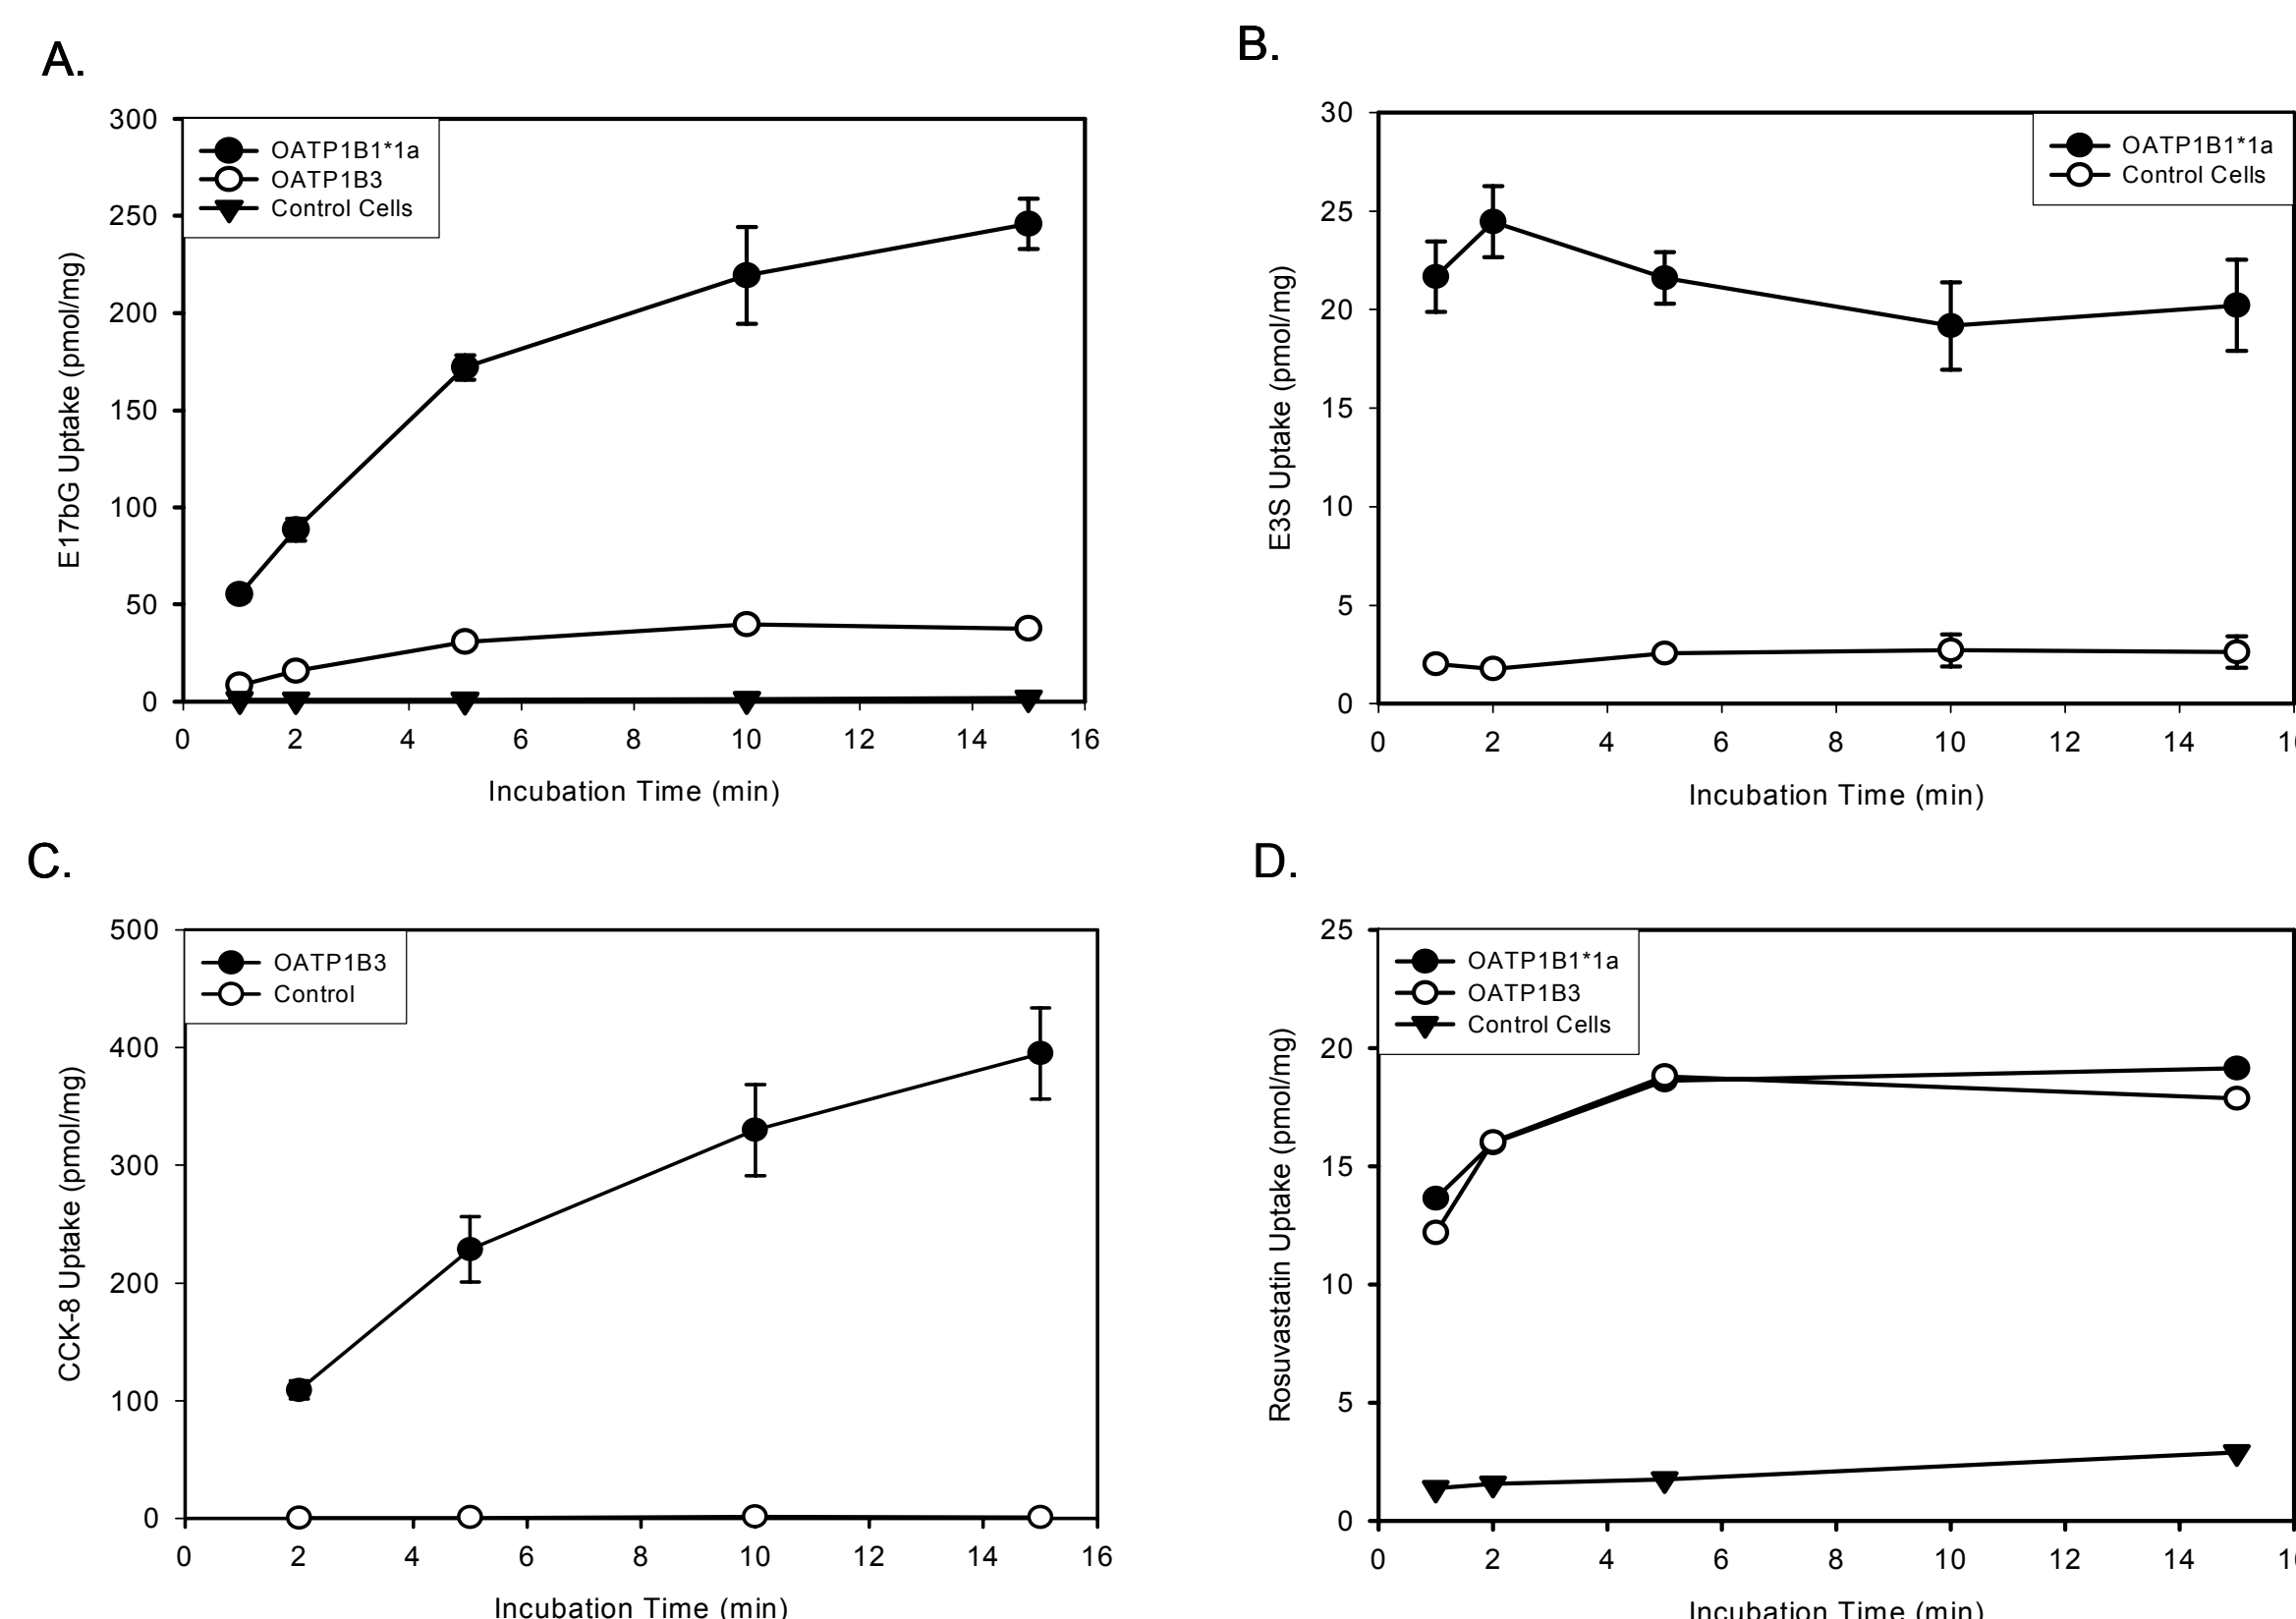 A.
300
250
200
150
100
50
0
E17bG Uptake (pmol/mg)
OATP1B1*1a
OATP1B3
Control Cells
0 2 4 6 8 10 12 14 16
Incubation Time (min)
B.
30
25
20
15
10
5
0
E3S Uptake (pmol/mg)
OATP1B1*1a
Control Cells
0 2 4 6 8 10 12 14
Incubation Time (min)
C.
500
400
300
200
100
0
CCK-8 Uptake (pmol/mg)
OATP1B3
Control
0 2 4 6 8 10 12 14 16
Incubation Time (min)
D.
25
20
15
10
5
0
Rosuvastatin Uptake (pmol/mg)
OATP1B1*1a
OATP1B3
Control Cells
0 2 4 6 8 10 12 14
Incubation Time (min)